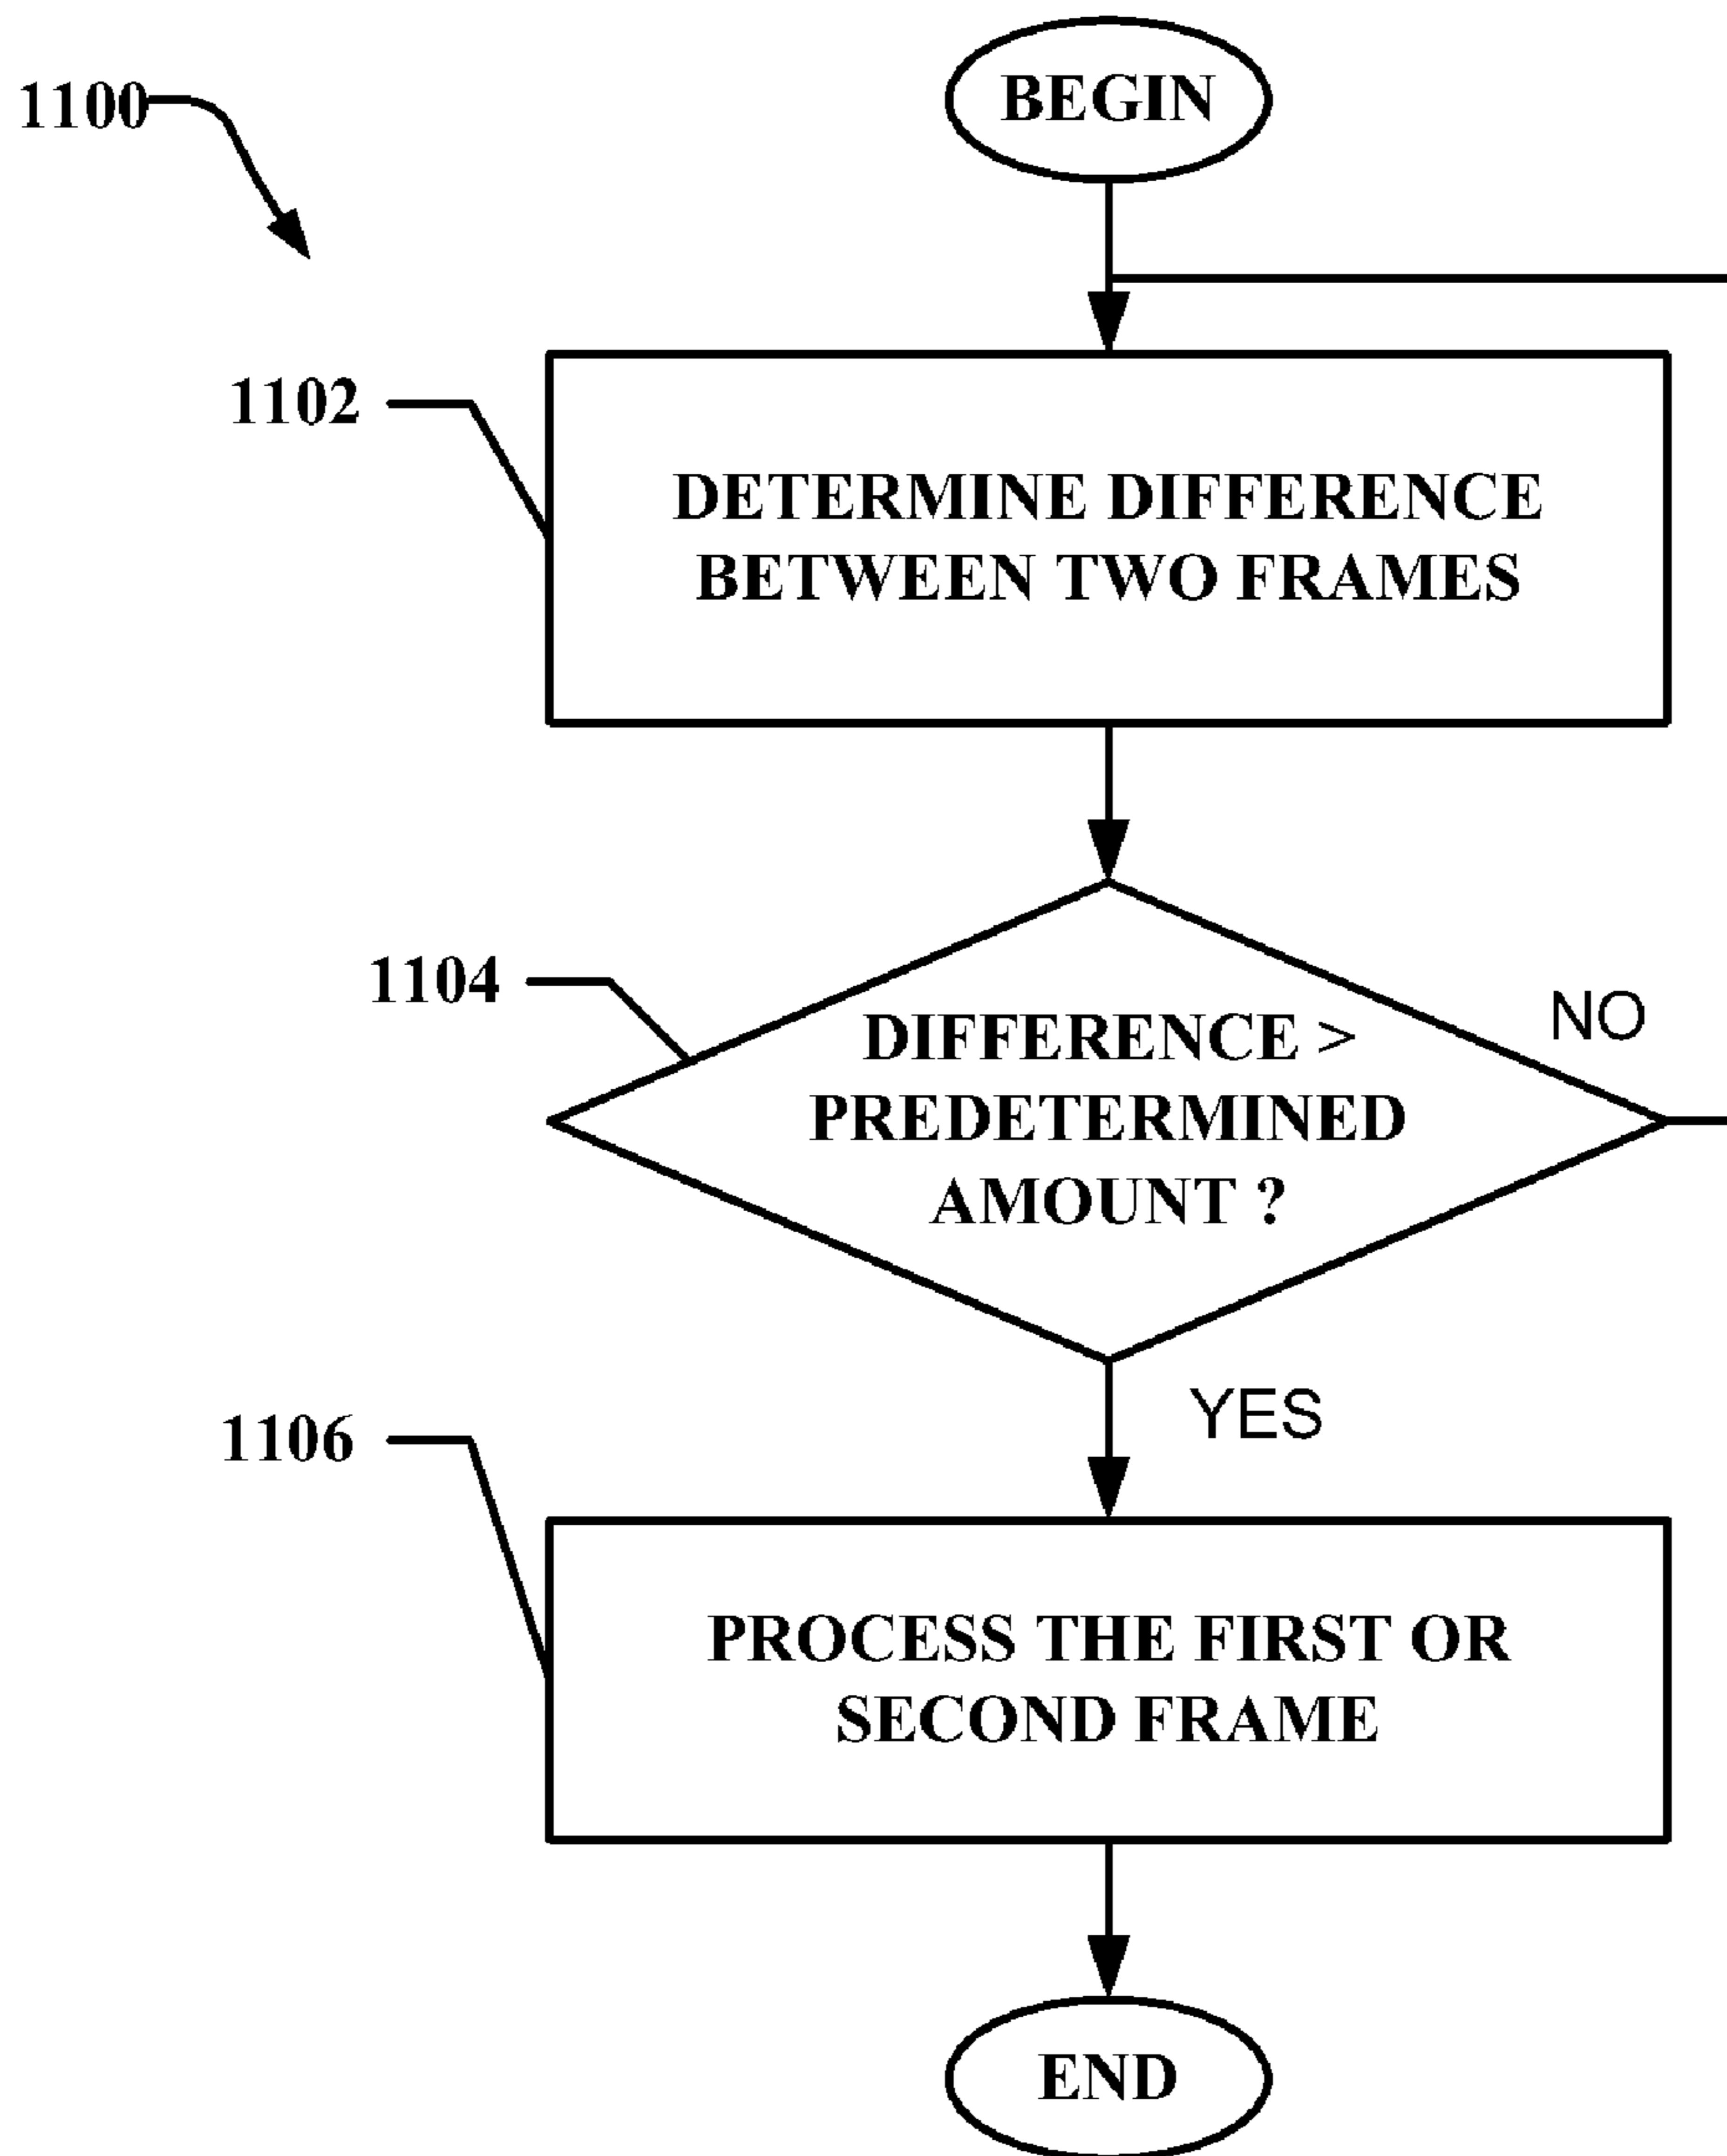 BEGIN
1100
1102
DETERMINE DIFFERENCE
BETWEEN TWO FRAMES
1104
DIFFERENCE >
PREDETERMINED
AMOUNT ?
NO
YES
1106
PROCESS THE FIRST OR
SECOND FRAME
END